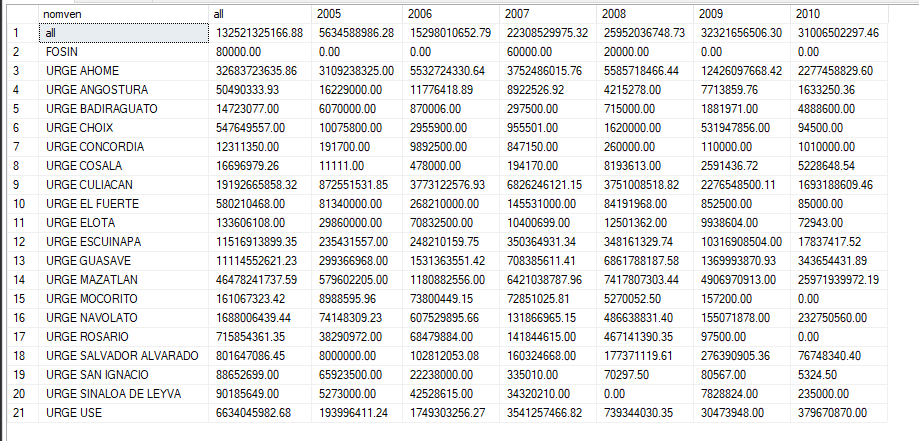 nomven all 2005 2006 2007 2008 2009 2010
1 all 132521325166.88 5634588986.28 15298010652.79 22308529975.32 25952036748.73 32321656506.30 31006502297.46
2 FOSIN 80000.00 0.00 0.00 60000.00 20000.00 0.00 0.00
3 URGE AHOME 32683723635.86 3109238325.00 5532724330.64 3752486015.76 5585718466.44 12426097668.42 2277458829.60
4 URGE ANGOSTURA 50490333.93 16229000.00 11776418.89 8922526.92 4215278.00 7713859.76 1633250.36
5 URGE BADIRAGUATO 14723077.00 6070000.00 870006.00 297500.00 715000.00 1881971.00 4888600.00
6 URGE CHOIX 547649557.00 10075800.00 2955900.00 955501.00 1620000.00 531947856.00 94500.00
7 URGE CONCORDIA 12311350.00 191700.00 9892500.00 847150.00 260000.00 110000.00 1010000.00
8 URGE COSALA 16696979.26 11111.00 478000.00 194170.00 8193613.00 2591436.72 5228648.54
9 URGE CULIACAN 19192665858.32 872551531.85 3773122576.93 6826246121.15 3751008518.82 2276548500.11 1693188609.46
10 URGE EL FUERTE 580210468.00 81340000.00 268210000.00 145531000.00 84191968.00 852500.00 85000.00
11 URGE ELOTA 133606108.00 29860000.00 70832500.00 10400699.00 12501362.00 9938604.00 72943.00
12 URGE ESCUINAPA 11516913899.35 235431557.00 248210159.75 350364931.34 348161329.74 10316908504.00 17837417.52
13 URGE GUASAVE 11114552621.23 299366968.00 1531363551.42 708385611.41 6861788187.58 1369993870.93 343654431.89
14 URGE MAZATLAN 46478241737.59 579602205.00 1180882556.00 6421038787.96 7417807303.44 4906970913.00 25971939972.19
15 URGE MOCORITO 161067323.42 8988595.96 73800449.15 72851025.81 5270052.50 157200.00 0.00
16 URGE NAVOLATO 1688006439.44 74148309.23 607529895.66 131866965.15 486638831.40 155071878.00 232750560.00
17 URGE ROSARIO 715854361.35 38290972.00 68479884.00 141844615.00 467141390.35 97500.00 0.00
18 URGE SALVADOR ALVARADO 801647086.45 8000000.00 102812053.08 160324668.00 177371119.61 276390905.36 76748340.40
19 URGE SAN IGNACIO 88652699.00 65923500.00 22238000.00 335010.00 70297.50 80567.00 5324.50
20 URGE SINALOA DE LEYVA 90185649.00 5273000.00 42528615.00 34320210.00 0.00 7828824.00 235000.00
21 URGE USE 6634045982.68 193996411.24 1749303256.27 3541257466.82 739344030.35 30473948.00 379670870.00